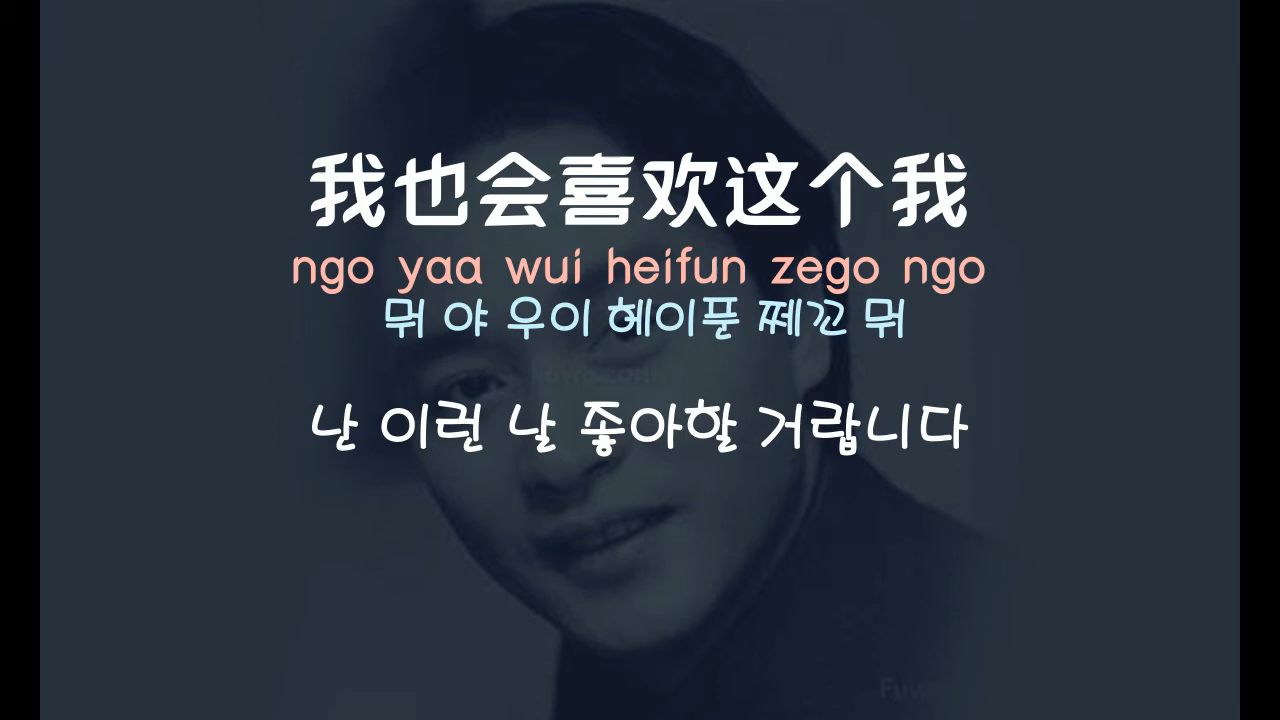 我也会喜欢这个我
ngo yaa wui heifun zego ngo
뭐 야 우이 헤이푼 쩨꼬 뭐
난 이런 날 좋아할 거랍니다